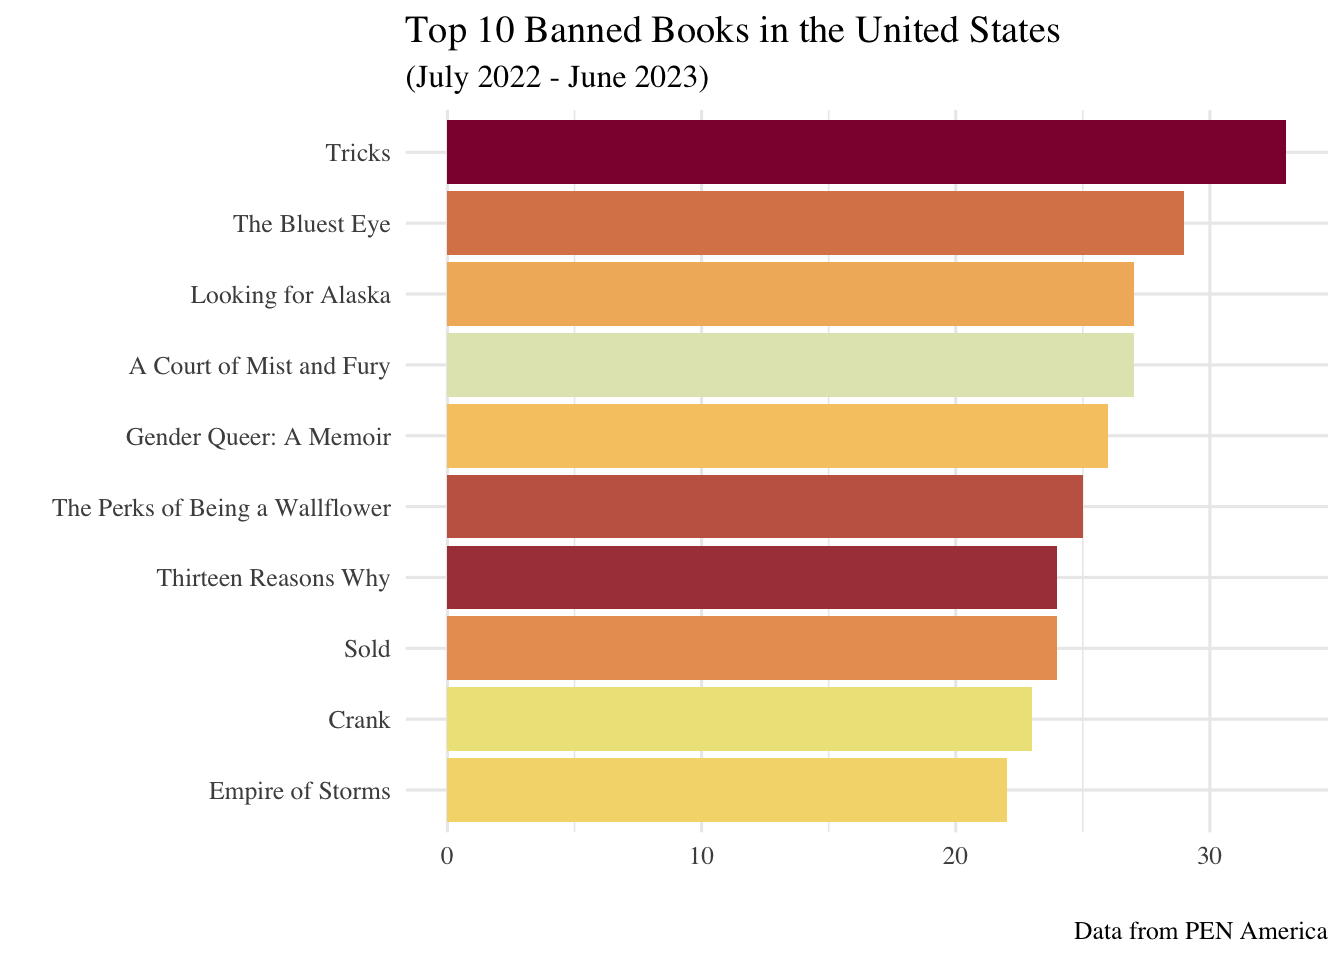 Top 10 Banned Books in the United States
(July 2022 - June 2023)
Tricks
The Bluest Eye
Looking for Alaska
A Court of Mist and Fury
Gender Queer: A Memoir
The Perks of Being a Wallflower
Thirteen Reasons Why
Sold
Crank
Empire of Storms
0 10 20 30
Data from PEN America